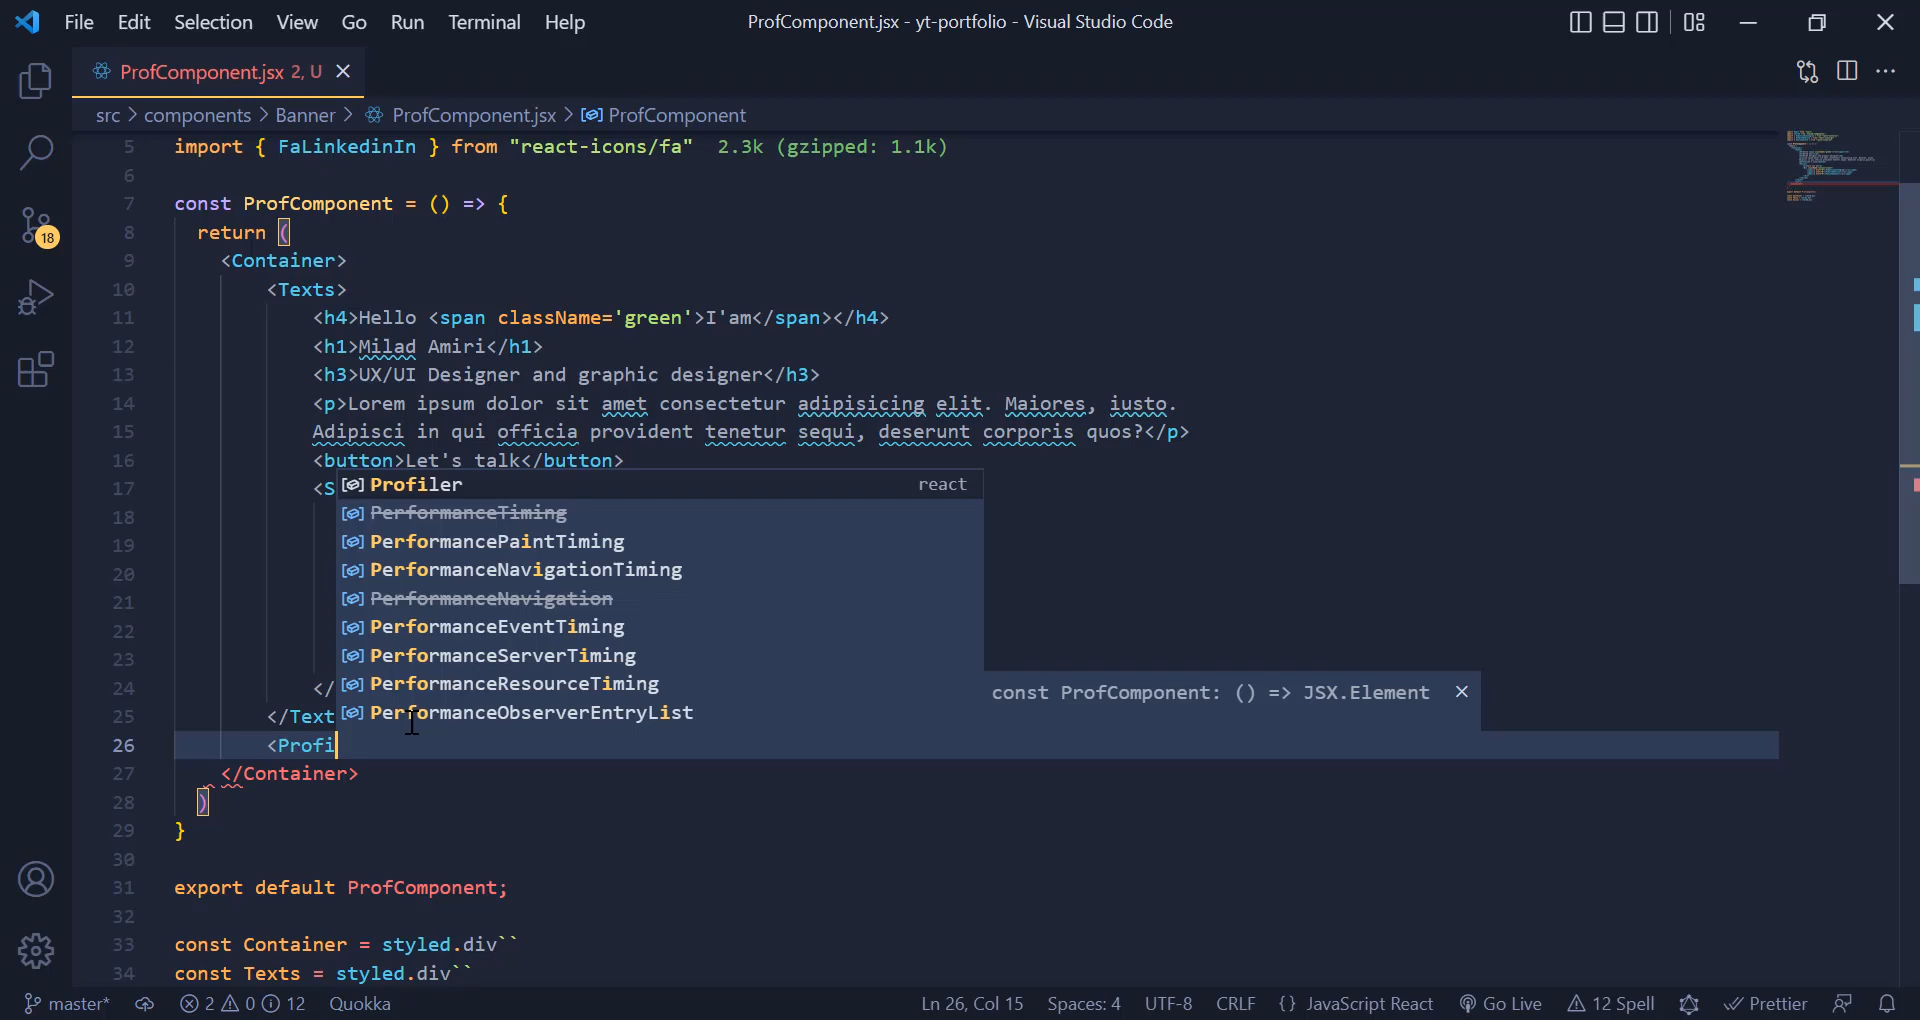 File Edit Selection View Go Run Terminal Help ProfComponent.jsx - yt-portfolio - Visual Studio Code
ProfComponent.jsx 2, U
src > components > Banner > ProfComponent.jsx > ProfComponent
5 import { FaLinkedinIn } from "react-icons/fa" 2.3k (gzipped: 1.1k)
6
7 const ProfComponent = () => {
8 return (
9 <Container>
10 <Texts>
11 <h4>Hello <span className='green'>I'am</span></h4>
12 <h1>Milad Amiri</h1>
13 <h3>UX/UI Designer and graphic designer</h3>
14 <p>Lorem ipsum dolor sit amet consectetur adipisicing elit. Maiores, iusto.
15 Adipisci in qui officia provident tenetur sequi, deserunt corporis quos?</p>
16 <button>Let's talk</button>
17 <S Profiler react
18 PerformanceTiming
19 PerformancePaintTiming
20 PerformanceNavigationTiming
21 PerformanceNavigation
22 PerformanceEventTiming
23 PerformanceServerTiming
24 </ PerformanceResourceTiming const ProfComponent: () => JSX.Element
25 </Text PerformanceObserverEntryList
26 <Profi
27 </Container>
28 )
29 }
30
31 export default ProfComponent;
32
33 const Container = styled.div``
34 const Texts = styled.div``
18
master* 2 0 12 Quokka Ln 26, Col 15 Spaces: 4 UTF-8 CRLF {} JavaScript React Go Live 12 Spell Prettier